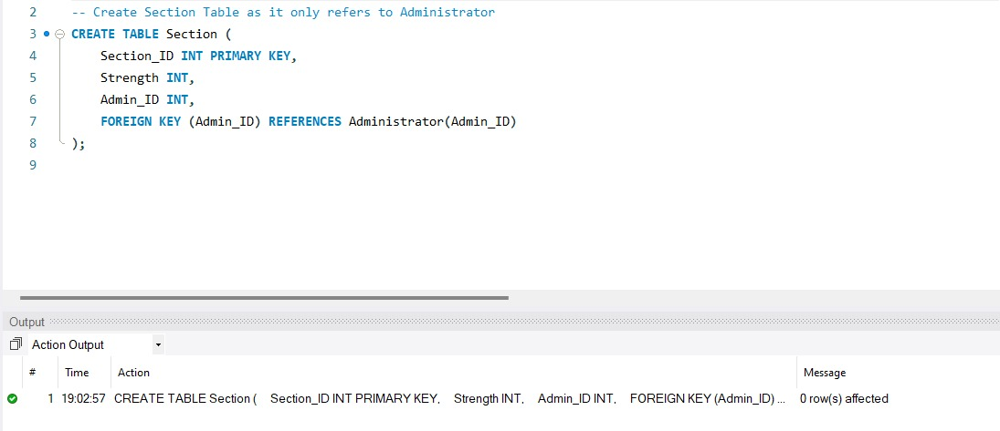 2 -- Create Section Table as it only refers to Administrator
3 CREATE TABLE Section (
4 Section_ID INT PRIMARY KEY,
5 Strength INT,
6 Admin_ID INT,
7 FOREIGN KEY (Admin_ID) REFERENCES Administrator(Admin_ID)
8 );
9
Output
Action Output
# Time Action Message
1 19:02:57 CREATE TABLE Section ( Section_ID INT PRIMARY KEY, Strength INT, Admin_ID INT, FOREIGN KEY (Admin_ID) ... 0 row(s) affected